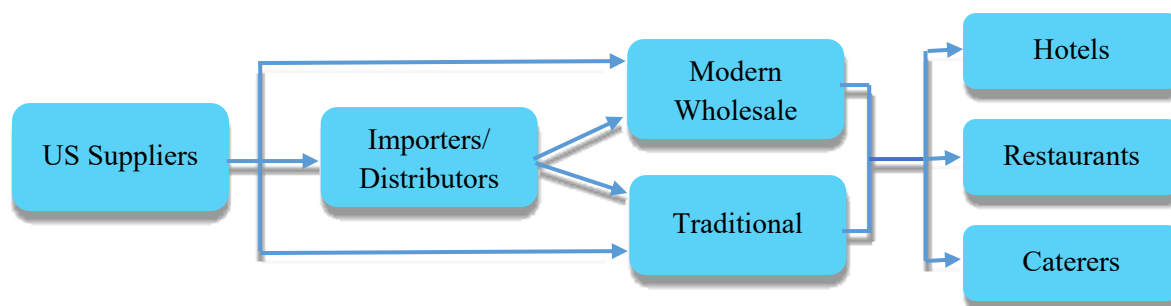 US Suppliers
Importers/
Distributors
Modern
Wholesale
Traditional
Hotels
Restaurants
Caterers